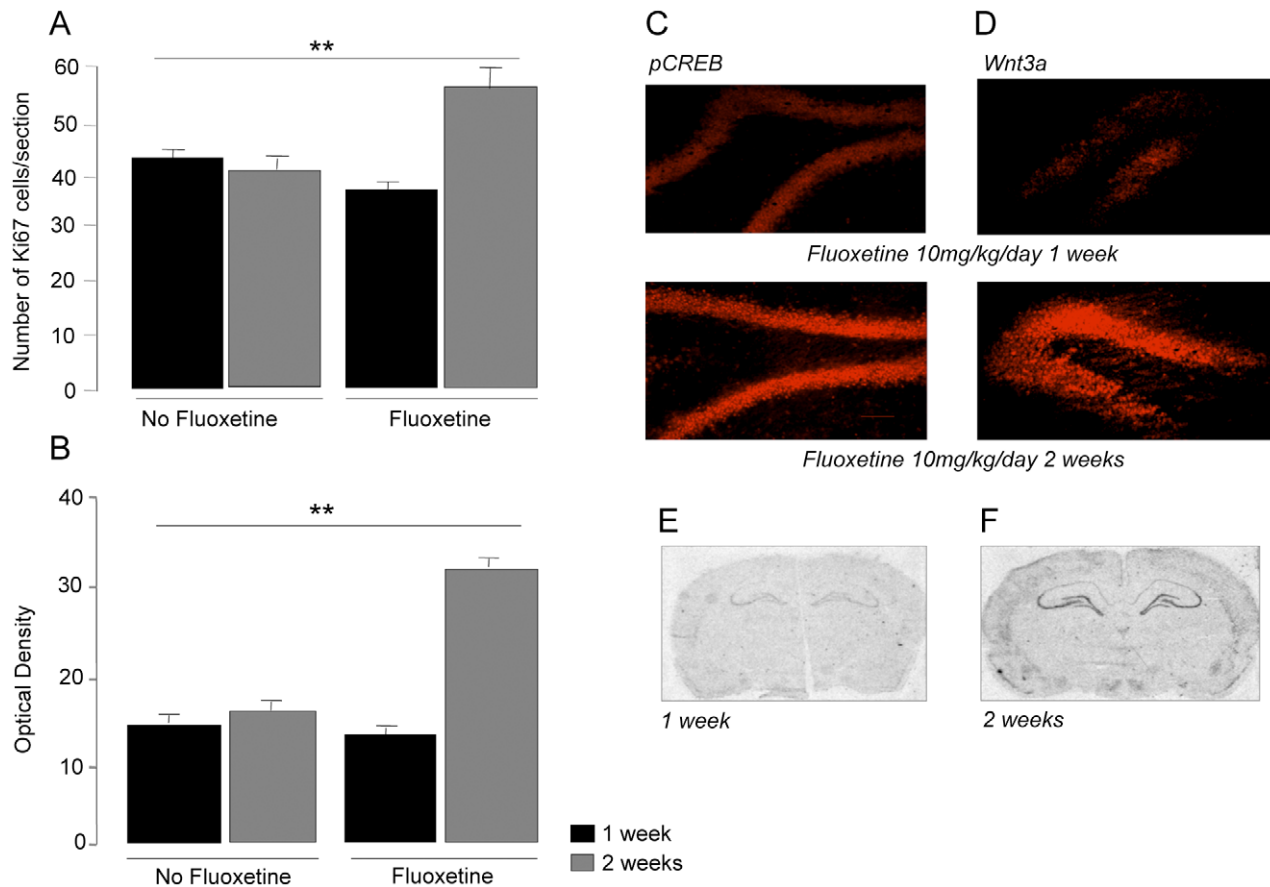 A
**
60
50
40
30
20
10
0
Number of Ki67 cells/section
No Fluoxetine
Fluoxetine
B
**
40
30
20
10
0
Optical Density
No Fluoxetine
Fluoxetine
1 week
2 weeks
C
D
pCREB
Wnt3a
Fluoxetine 10mg/kg/day 1 week
Fluoxetine 10mg/kg/day 2 weeks
E
F
1 week
2 weeks